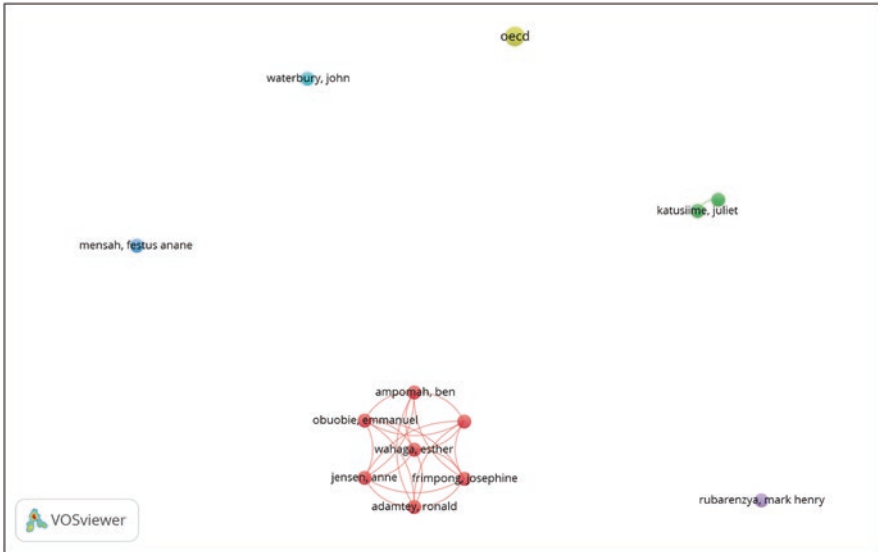 oecd
waterbury, john
katusiime, juliet
mensah, festus anane
ampomah, ben
obuobie, emmanuel
wahaga, esther
jensen, anne
frimpong, josephine
adamtey, ronald
rubarenzya, mark henry
VOSviewer